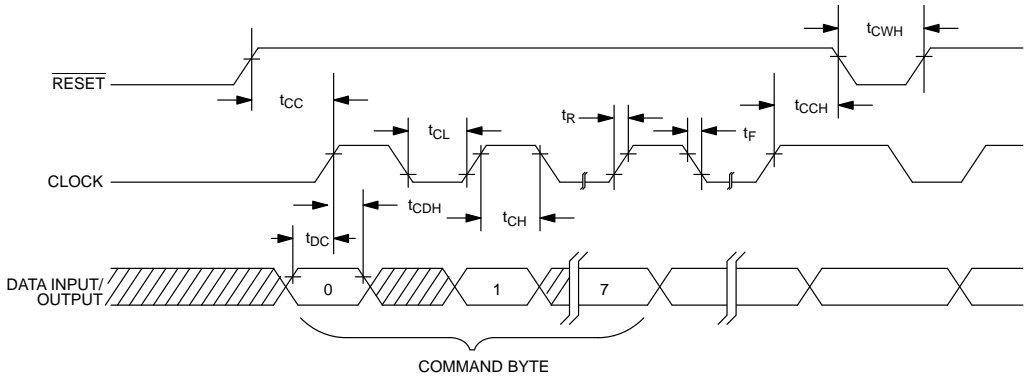 tCWH
RESET
tCC
tCCH
tR
tF
tCL
CLOCK
tCDH
tCH
tDC
DATA INPUT/
OUTPUT
0
1
7
COMMAND BYTE